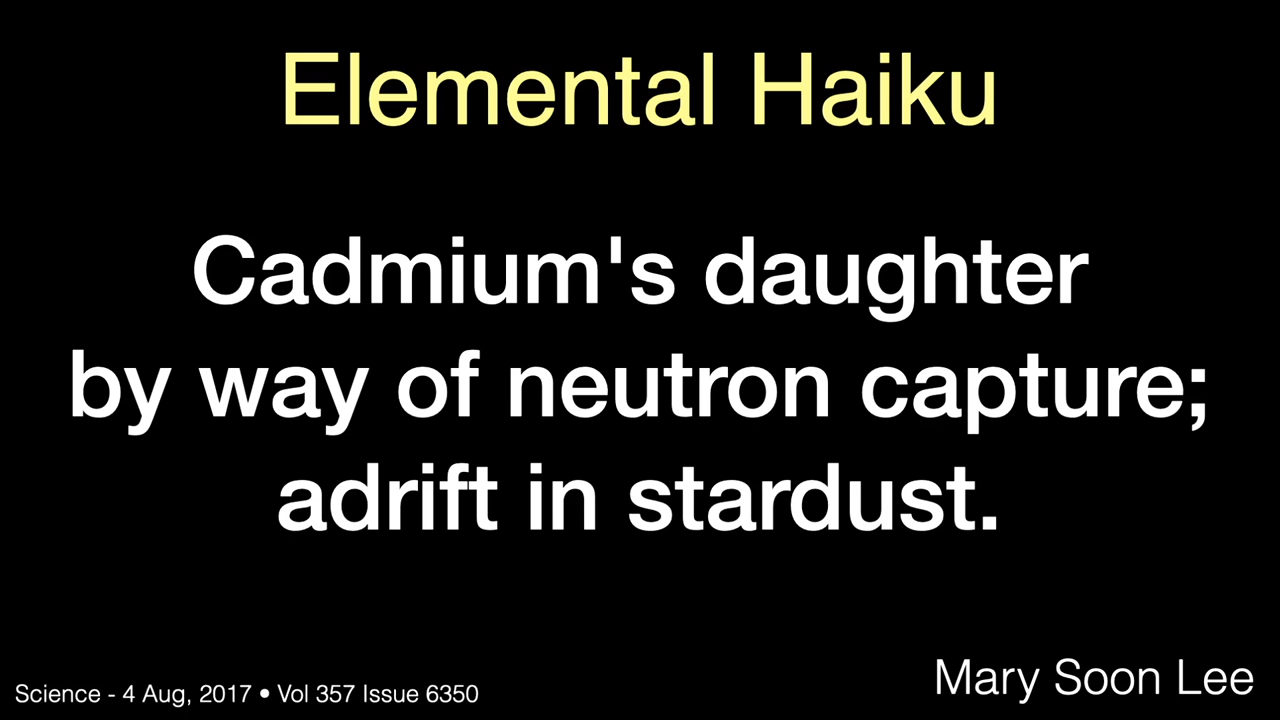 Elemental Haiku
Cadmium's daughter
by way of neutron capture;
adrift in stardust.
Mary Soon Lee
Science - 4 Aug, 2017 • Vol 357 Issue 6350